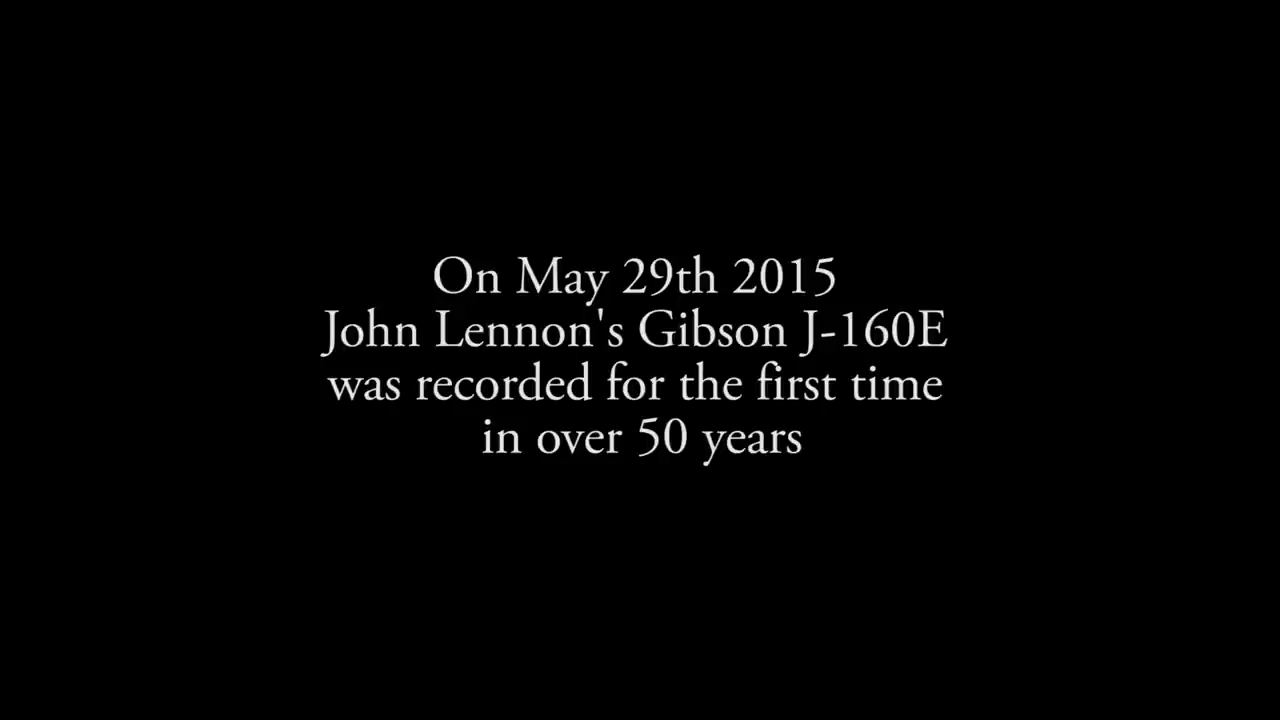 On May 29th 2015
John Lennon's Gibson J-160E
was recorded for the first time
in over 50 years